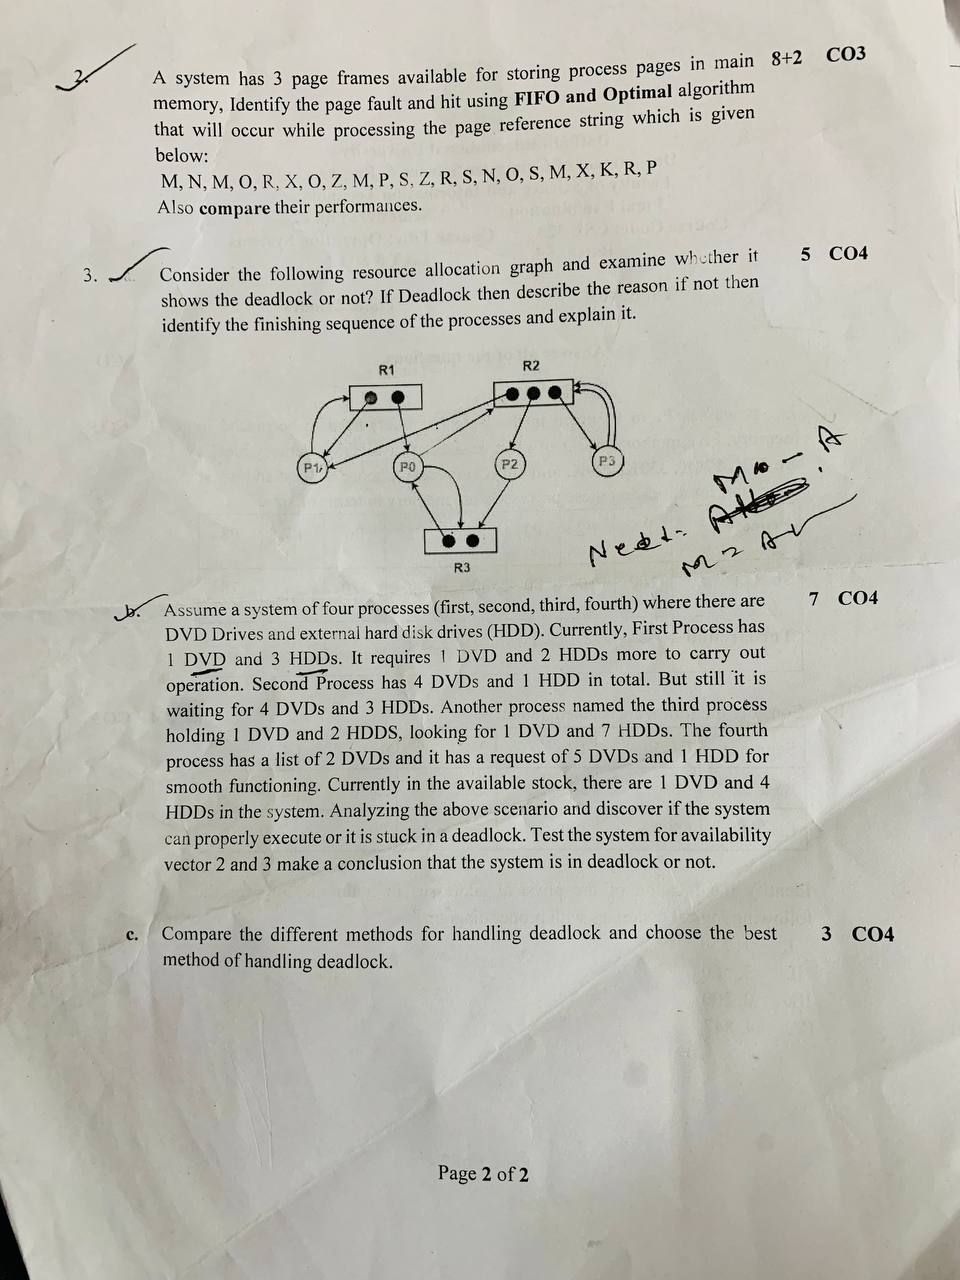 2.
A system has 3 page frames available for storing process pages in main 8+2 CO3
memory, Identify the page fault and hit using FIFO and Optimal algorithm
that will occur while processing the page reference string which is given
below:
M, N, M, O, R, X, O, Z, M, P, S, Z, R, S, N, O, S, M, X, K, R, P
Also compare their performances.
3. Consider the following resource allocation graph and examine whether it 5 CO4
shows the deadlock or not? If Deadlock then describe the reason if not then
identify the finishing sequence of the processes and explain it.
R1 R2
P1 P0 P2 P3
R3
Need-
M - A
b. Assume a system of four processes (first, second, third, fourth) where there are 7 CO4
DVD Drives and external hard disk drives (HDD). Currently, First Process has
1 DVD and 3 HDDs. It requires 1 DVD and 2 HDDs more to carry out
operation. Second Process has 4 DVDs and 1 HDD in total. But still it is
waiting for 4 DVDs and 3 HDDs. Another process named the third process
holding 1 DVD and 2 HDDS, looking for 1 DVD and 7 HDDs. The fourth
process has a list of 2 DVDs and it has a request of 5 DVDs and 1 HDD for
smooth functioning. Currently in the available stock, there are 1 DVD and 4
HDDs in the system. Analyzing the above scenario and discover if the system
can properly execute or it is stuck in a deadlock. Test the system for availability
vector 2 and 3 make a conclusion that the system is in deadlock or not.
c. Compare the different methods for handling deadlock and choose the best 3 CO4
method of handling deadlock.
Page 2 of 2